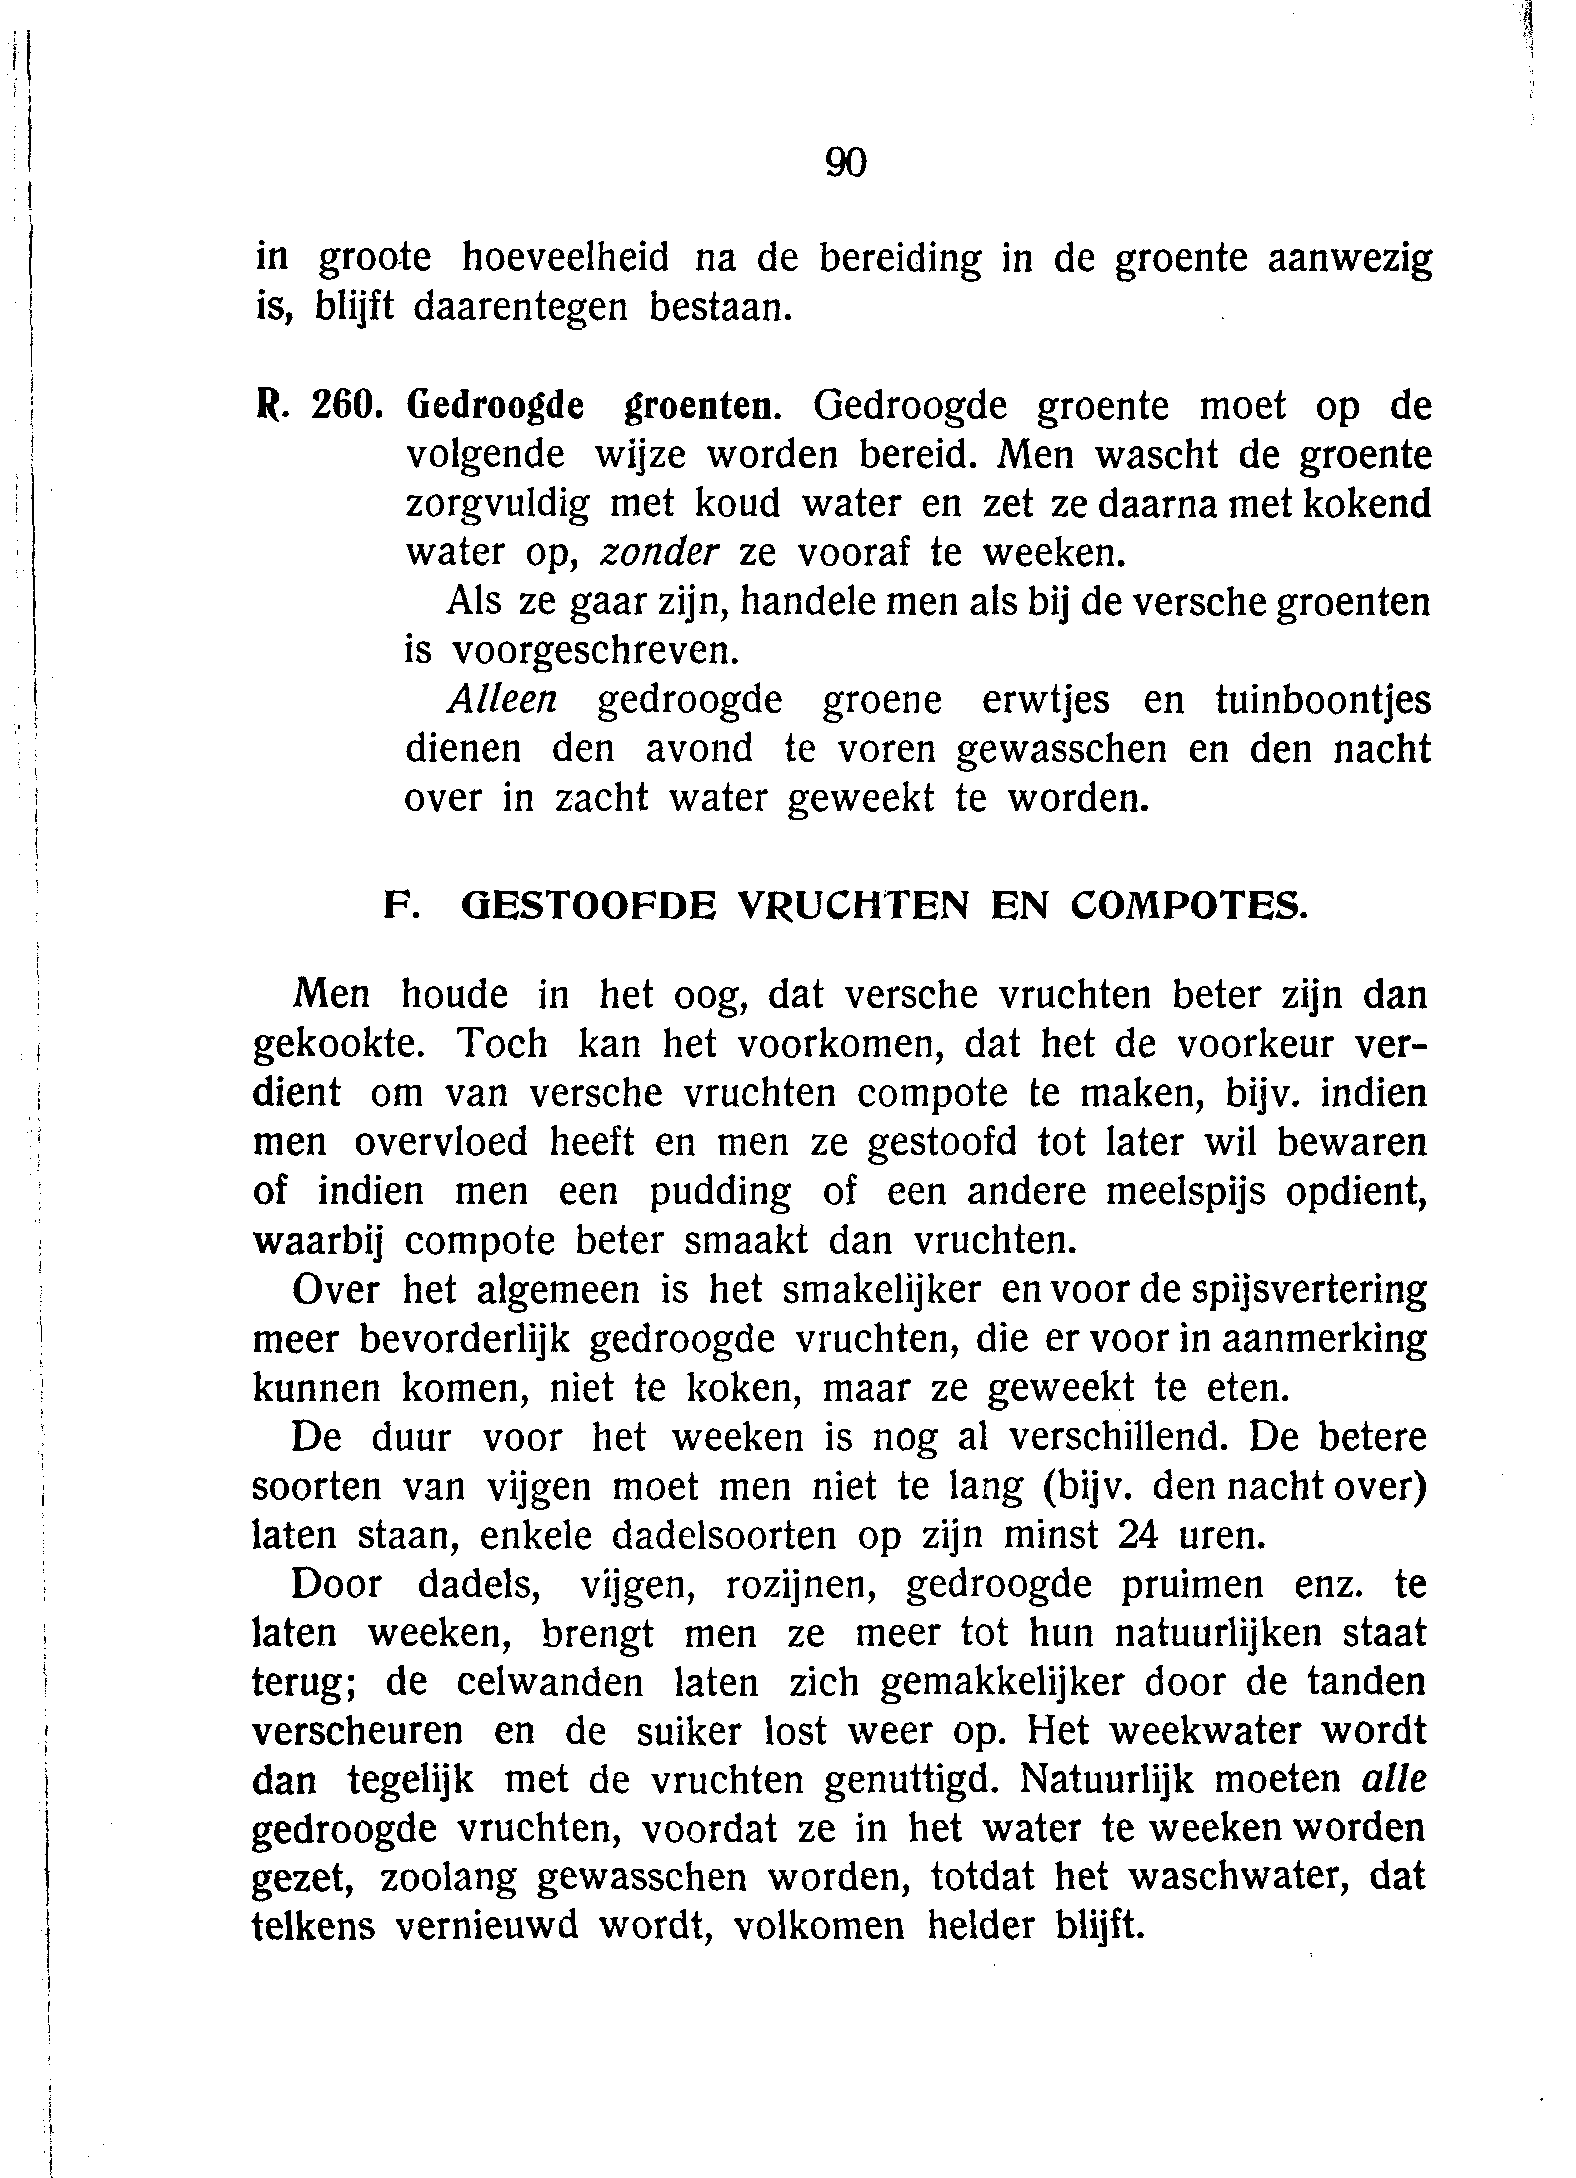 90
in groote hoeveelheid na de bereiding in de groente aanwezig
is, blijft daarentegen bestaan.
R. 260. Gedroogde groenten. Gedroogde groente moet op de
volgende wijze worden bereid. Men wascht de groente
zorgvuldig met koud water en zet ze daarna met kokend
water op, zonder ze vooraf te weeken.
Als ze gaar zijn, handele men als bij de versche groenten
is voorgeschreven.
Alleen gedroogde groene erwtjes en tuinboontjes
dienen den avond te voren gewasschen en den nacht
over in zacht water geweekt te worden.
F. GESTOOFDE VRUCHTEN EN COMPOTES.
Men houde in het oog, dat versche vruchten beter zijn dan
gekookte. Toch kan het voorkomen, dat het de voorkeur ver-
dient om van versche vruchten compote te maken, bijv. indien
men overvloed heeft en men ze gestoofd tot later wil bewaren
of indien men een pudding of een andere meelspijs opdient,
waarbij compote beter smaakt dan vruchten.
Over het algemeen is het smakelijker en voor de spijsvertering
meer bevorderlijk gedroogde vruchten, die er voor in aanmerking
kunnen komen, niet te koken, maar ze geweekt te eten.
De duur voor het weeken is nog al verschillend. De betere
soorten van vijgen moet men niet te lang (bijv. den nacht over)
laten staan, enkele dadelsoorten op zijn minst 24 uren.
Door dadels, vijgen, rozijnen, gedroogde pruimen enz. te
laten weeken, brengt men ze meer tot hun natuurlijken staat
terug; de celwanden laten zich gemakkelijker door de tanden
verscheuren en de suiker lost weer op. Het weekwater wordt
dan tegelijk met de vruchten genuttigd. Natuurlijk moeten alle
gedroogde vruchten, voordat ze in het water te weeken worden
gezet, zoolang gewasschen worden, totdat het waschwater, dat
telkens vernieuwd wordt, volkomen helder blijft.